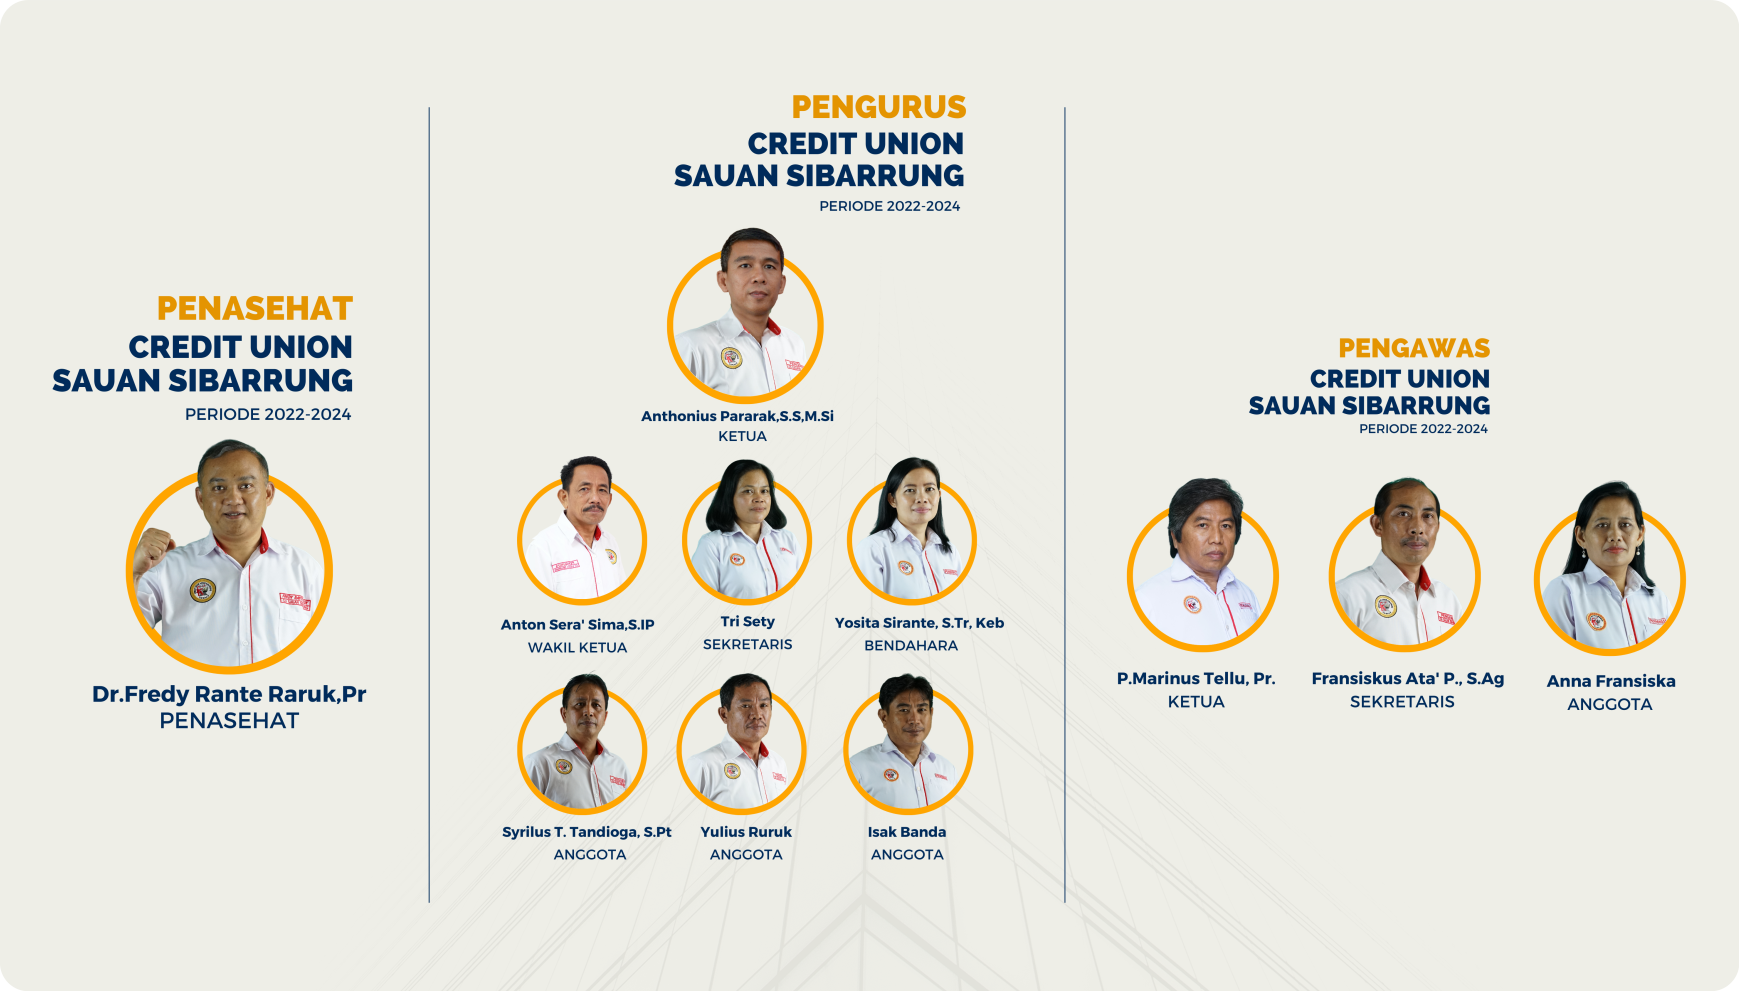 PENASEHAT
CREDIT UNION
SAUAN SIBARRUNG
PERIODE 2022-2024
Dr.Fredy Rante Raruk,Pr
PENASEHAT
PENGURUS
CREDIT UNION
SAUAN SIBARRUNG
PERIODE 2022-2024
Anthonius Pararak,S.S,M.Si
KETUA
Anton Sera' Sima,S.IP
WAKIL KETUA
Tri Sety
SEKRETARIS
Yosita Sirante, S.Tr, Keb
BENDAHARA
Syrilus T. Tandioga, S.Pt
ANGGOTA
Yulius Ruruk
ANGGOTA
Isak Banda
ANGGOTA
PENGAWAS
CREDIT UNION
SAUAN SIBARRUNG
PERIODE 2022-2024
P.Marinus Tellu, Pr.
KETUA
Fransiskus Ata' P., S.Ag
SEKRETARIS
Anna Fransiska
ANGGOTA